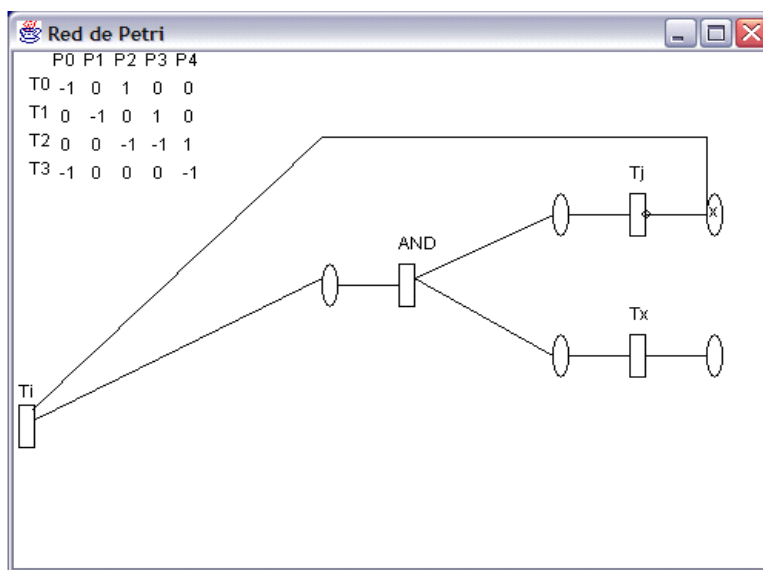 Red de Petri
P0 P1 P2 P3 P4
T0 -1 0 1 0 0
T1 0 -1 0 1 0
T2 0 0 -1 -1 1
T3 -1 0 0 0 -1
Tj
x
AND
Tx
Ti